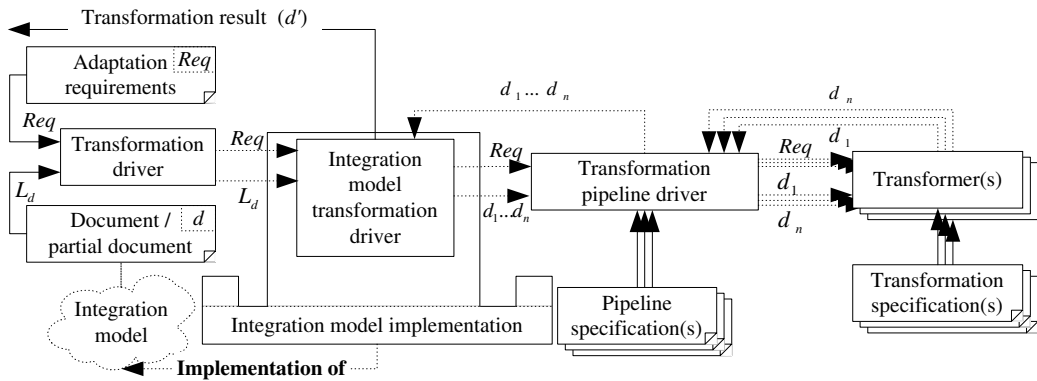 Transformation result (d')
Adaptation
requirements
Req
Req
Transformation
driver
L_d
Document /
partial document
d
Integration
model
Req
L_d
Integration
model
transformation
driver
Integration model implementation
Implementation of
d_1 ... d_n
Req
d_1...d_n
Transformation
pipeline driver
Pipeline
specification(s)
d_n
d_1
Req
d_1
d_n
Transformer(s)
Transformation
specification(s)